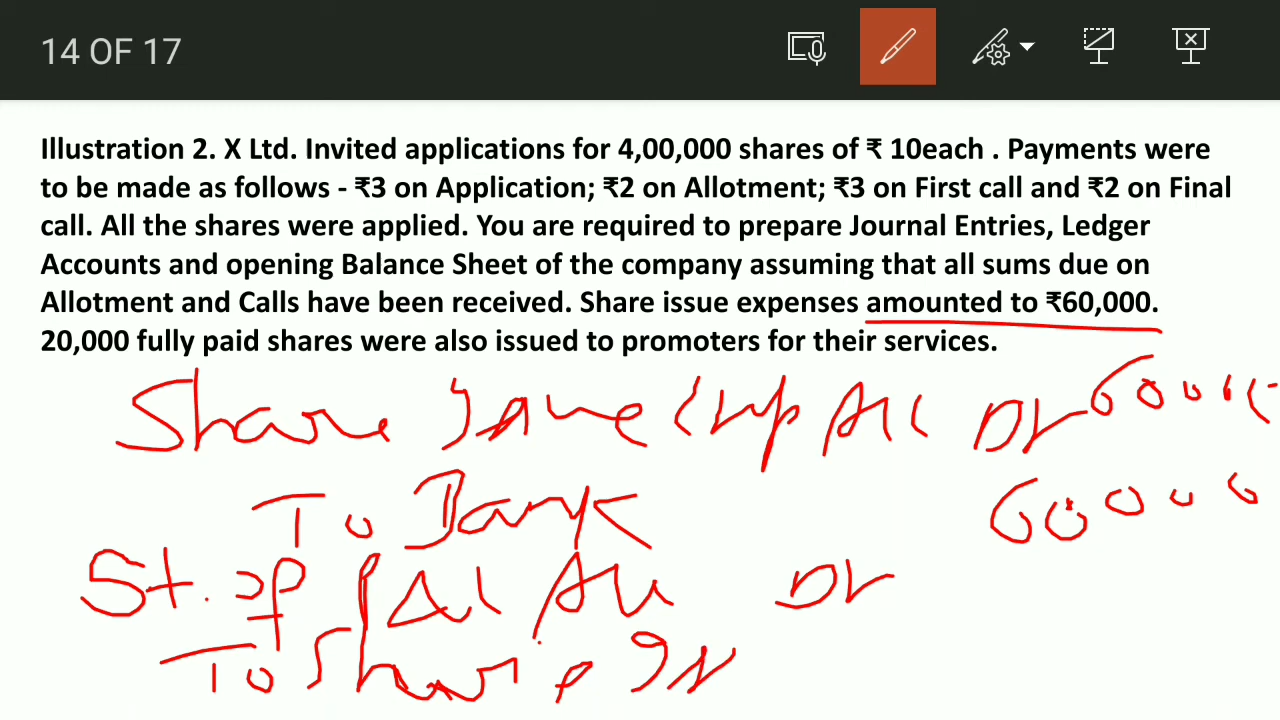 14 OF 17
Illustration 2. X Ltd. Invited applications for 4,00,000 shares of ₹ 10each . Payments were
to be made as follows - ₹3 on Application; ₹2 on Allotment; ₹3 on First call and ₹2 on Final
call. All the shares were applied. You are required to prepare Journal Entries, Ledger
Accounts and opening Balance Sheet of the company assuming that all sums due on
Allotment and Calls have been received. Share issue expenses amounted to ₹60,000.
20,000 fully paid shares were also issued to promoters for their services.
Share Issue Exp A/c Dr 60000
To Bank 60000
St. of P&L A/c Dr
To Share Iss